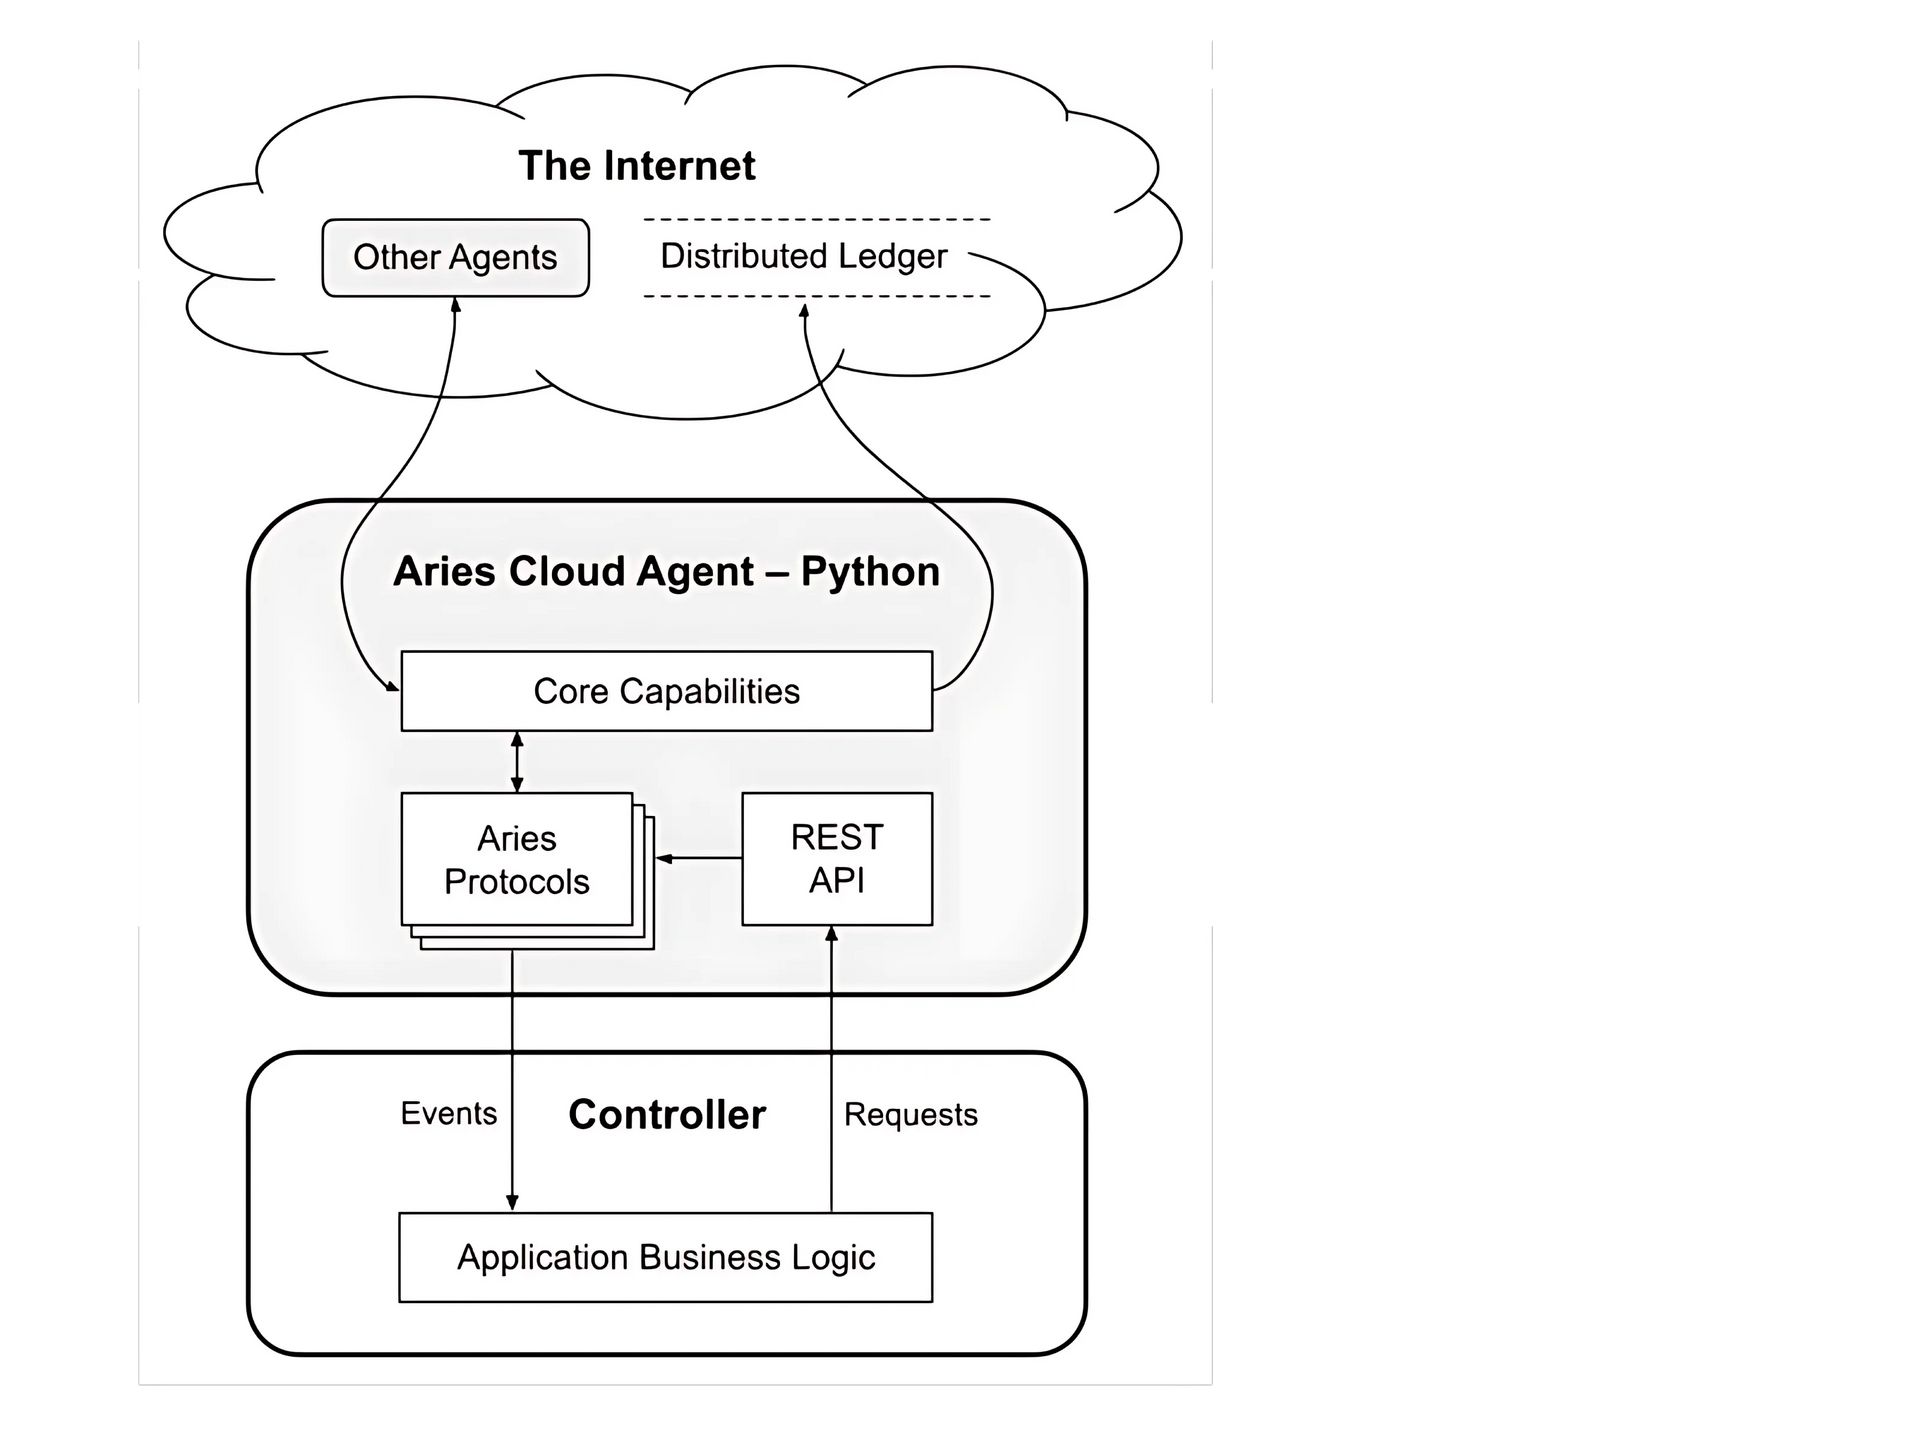 The Internet
Other Agents
Distributed Ledger
Aries Cloud Agent – Python
Core Capabilities
Aries
Protocols
REST
API
Events
Controller
Requests
Application Business Logic